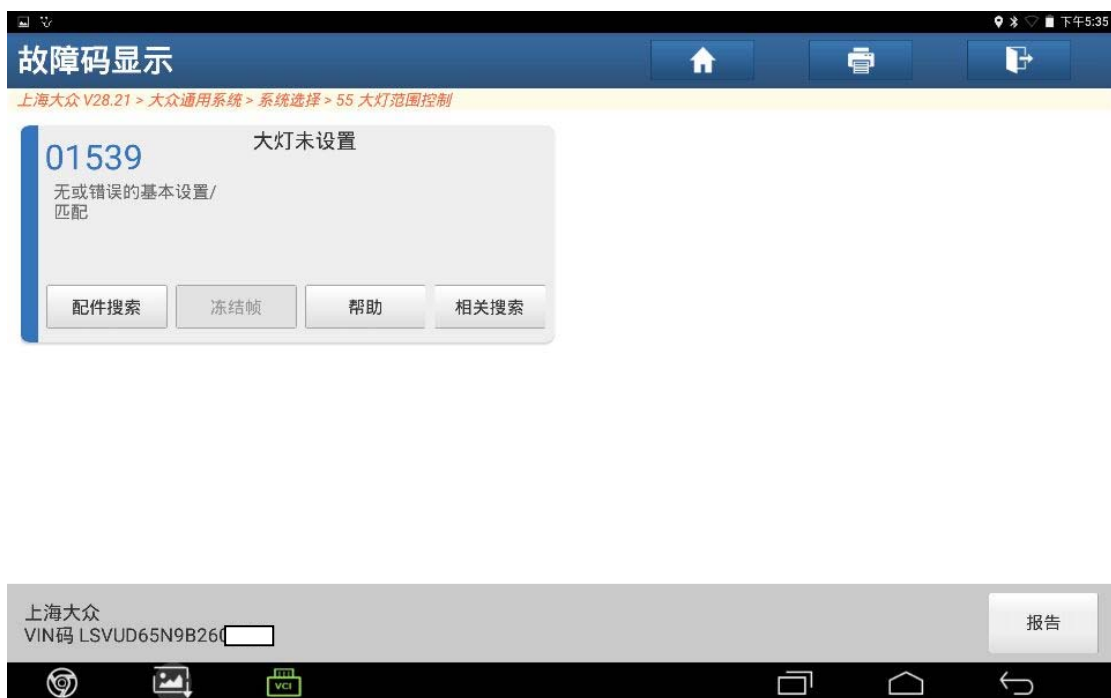 下午5:35
故障码显示
上海大众 V28.21 > 大众通用系统 > 系统选择 > 55 大灯范围控制
01539
大灯未设置
无或错误的基本设置/
匹配
配件搜索
冻结帧
帮助
相关搜索
上海大众
VIN码 LSVUD65N9B26
报告
VCI